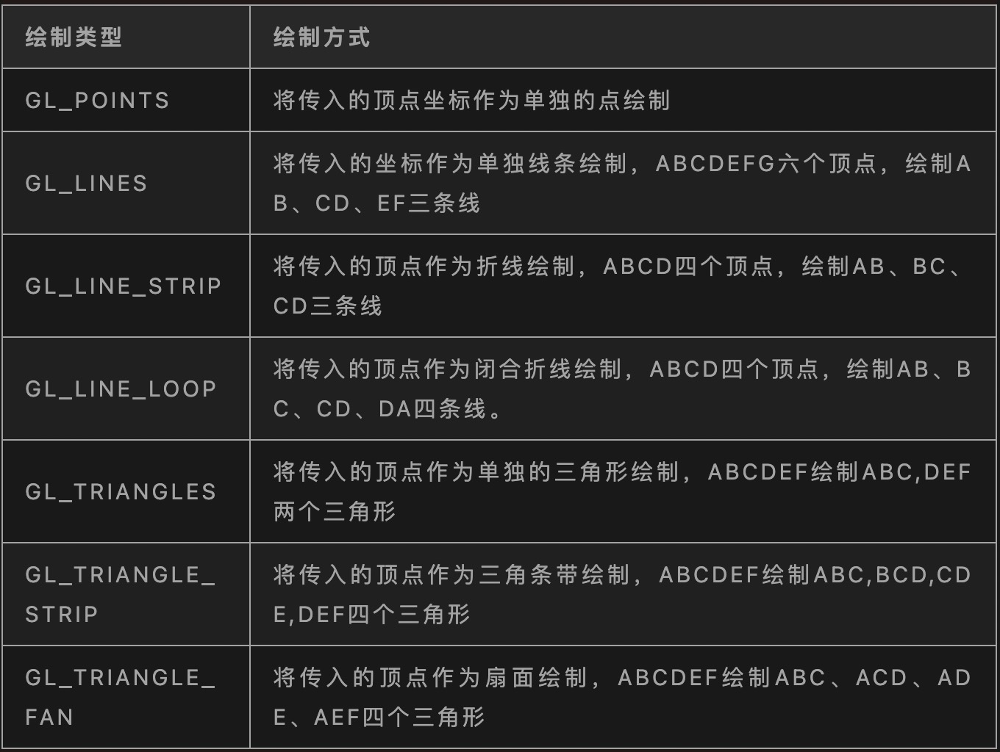 绘制类型
绘制方式
GL_POINTS
将传入的顶点坐标作为单独的点绘制
GL_LINES
将传入的坐标作为单独线条绘制，ABCDEFG六个顶点，绘制A
B、CD、EF三条线
GL_LINE_STRIP
将传入的顶点作为折线绘制，ABCD四个顶点，绘制AB、BC、
CD三条线
GL_LINE_LOOP
将传入的顶点作为闭合折线绘制，ABCD四个顶点，绘制AB、B
C、CD、DA四条线。
GL_TRIANGLES
将传入的顶点作为单独的三角形绘制，ABCDEF绘制ABC,DEF
两个三角形
GL_TRIANGLE_
STRIP
将传入的顶点作为三角条带绘制，ABCDEF绘制ABC,BCD,CD
E,DEF四个三角形
GL_TRIANGLE_
FAN
将传入的顶点作为扇面绘制，ABCDEF绘制ABC、ACD、AD
E、AEF四个三角形